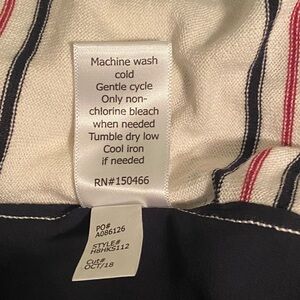 Machine wash
cold
Gentle cycle
Only non-
chlorine bleach
when needed
Tumble dry low
Cool iron
if needed
RN#150466
PO#
A086126
STYLE#
H8HKS112
Cut#
OCT/18